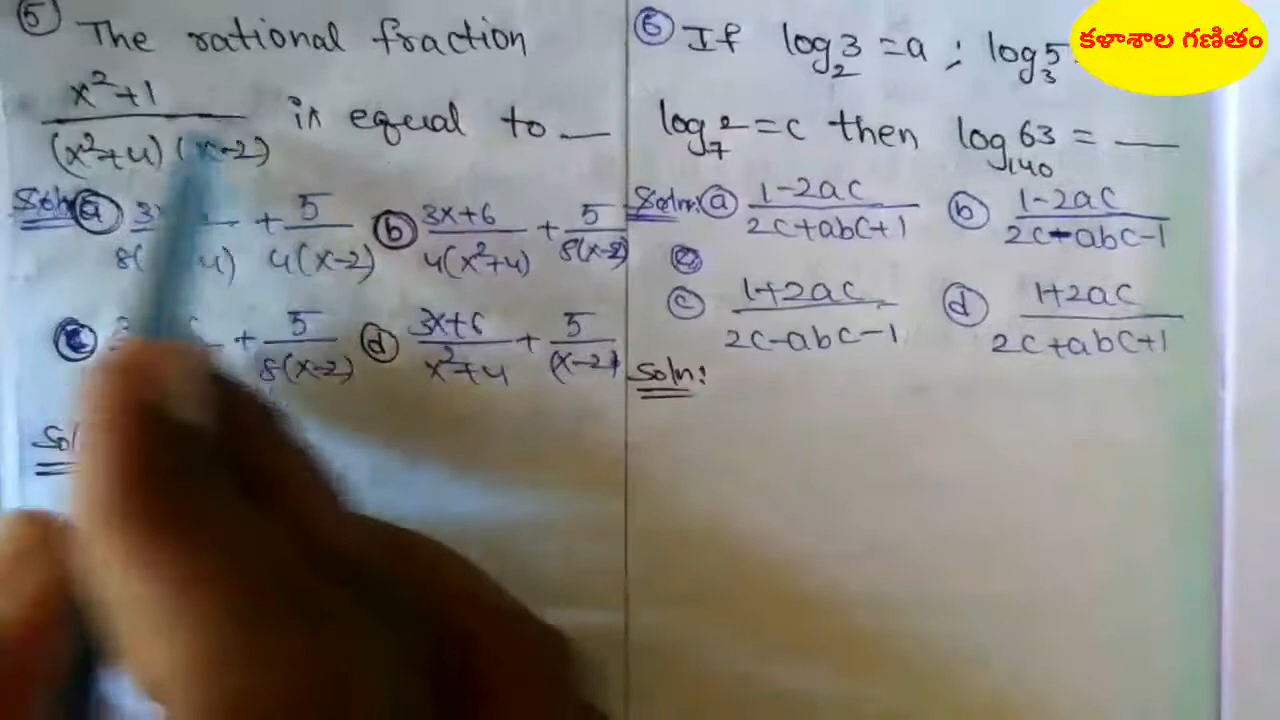 5 The rational fraction
x²+1
(x²+4)(x-2) is equal to __
Soln a + 5 b 3x+6 + 5
4(x-2) 4(x²+4) 8(x-2)
c + 5 d 3x+6 + 5
8(x-2) x²+4 (x-2)
6 If log₂3 = a ; log₃5
log₇2 = c then log₁₄₀63 = __
Soln: a 1-2ac b 1-2ac
2c+abc+1 2c-abc-1
c 1+2ac d 1+2ac
2c-abc-1 2c+abc+1
Soln:
కళాశాల గణితం